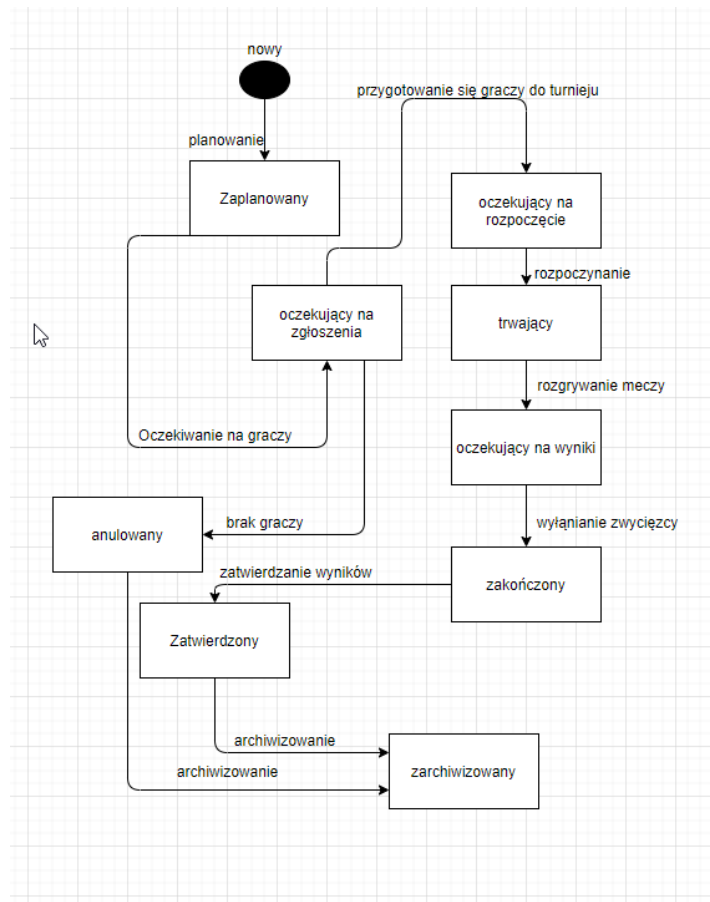 nowy
planowanie
Zaplanowany
przygotowanie się graczy do turnieju
oczekujący na
rozpoczęcie
rozpoczynanie
oczekujący na
zgłoszenia
trwający
rozgrywanie meczy
Oczekiwanie na graczy
oczekujący na wyniki
brak graczy
wyłąnianie zwycięzcy
anulowany
zatwierdzanie wyników
zakończony
Zatwierdzony
archiwizowanie
archiwizowanie
zarchiwizowany